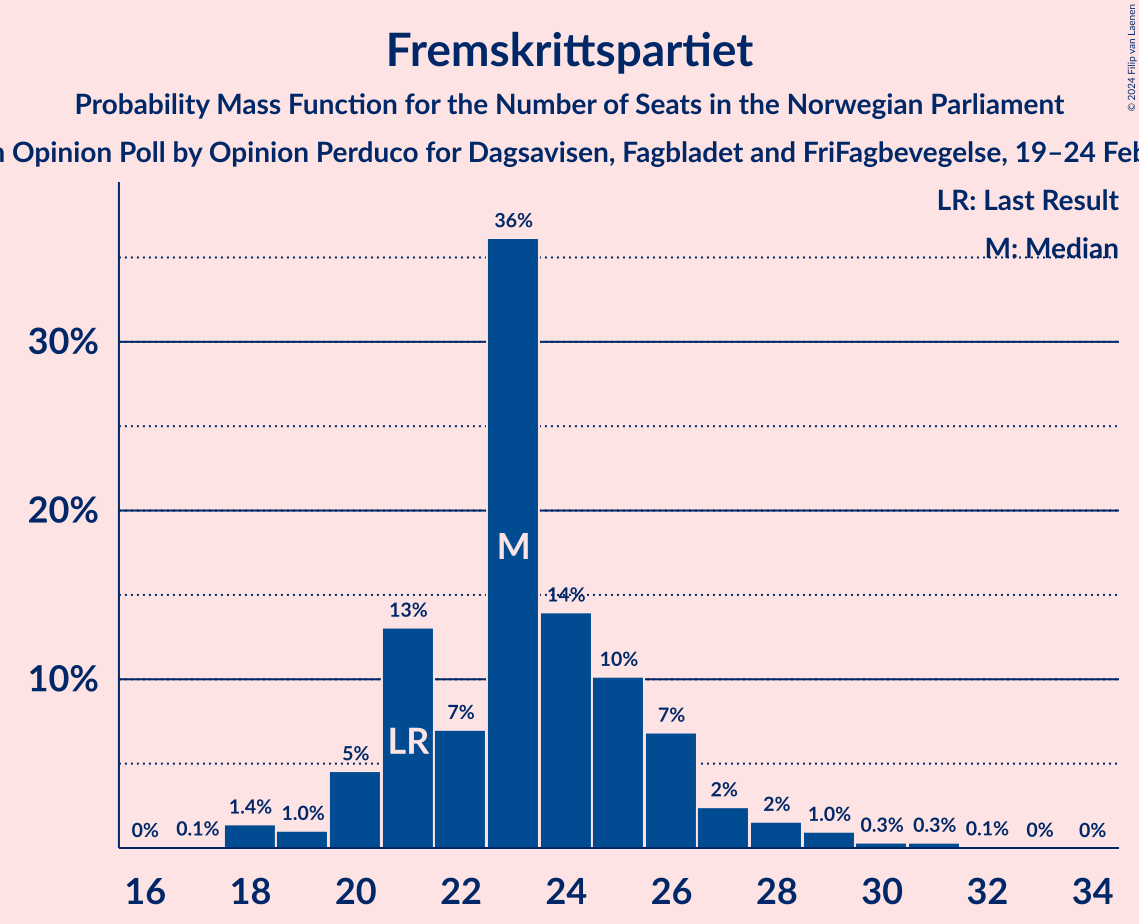 Fremskrittspartiet
Probability Mass Function for the Number of Seats in the Norwegian Parliament
Opinion Poll by Opinion Perduco for Dagsavisen, Fagbladet and FriFagbevegelse, 19–24 Feb
© 2024 Filip van Laenen
LR: Last Result
M: Median
36%
30%
20%
M
14%
13%
10%
10%
7%
7%
LR
5%
2%
2%
1.4%
1.0%
1.0%
0%
0.1%
0.3%
0.3%
0.1%
0%
0%
16 18 20 22 24 26 28 30 32 34